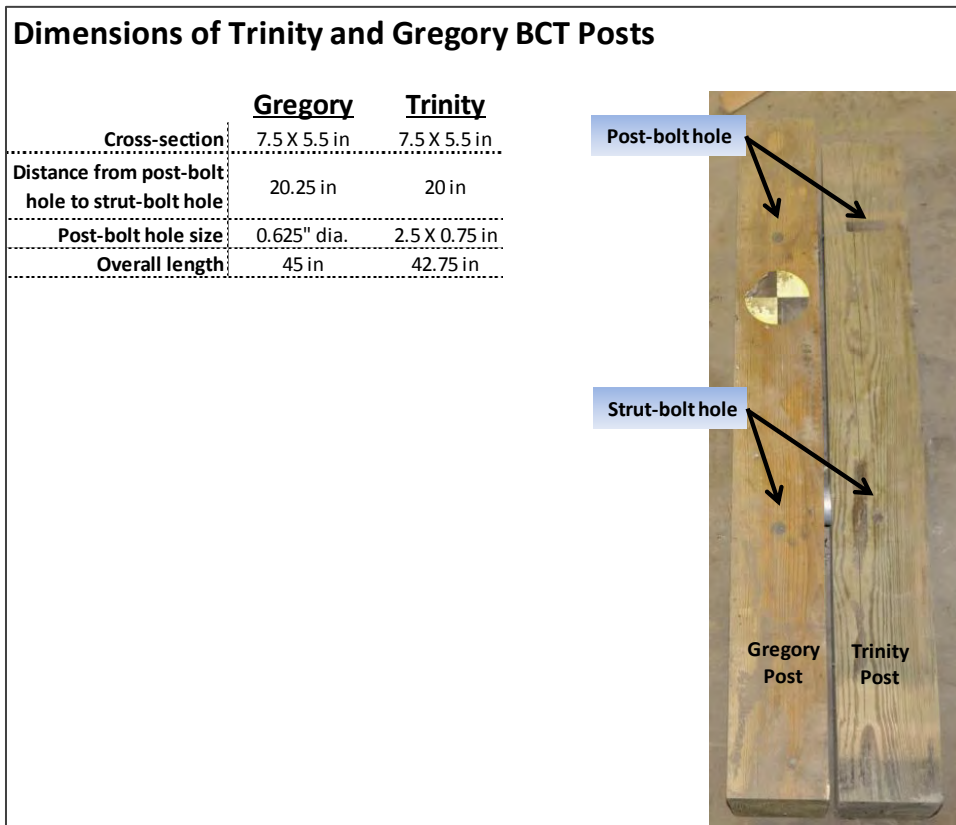 Dimensions of Trinity and Gregory BCT Posts
Gregory Trinity
Cross-section 7.5 X 5.5 in 7.5 X 5.5 in
Distance from post-bolt
hole to strut-bolt hole 20.25 in 20 in
Post-bolt hole size 0.625" dia. 2.5 X 0.75 in
Overall length 45 in 42.75 in
Post-bolt hole
Strut-bolt hole
Gregory
Post
Trinity
Post